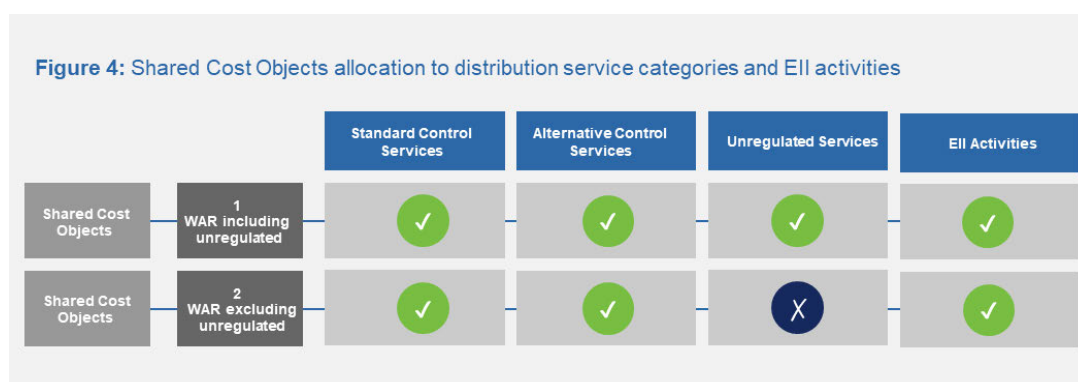 Figure 4: Shared Cost Objects allocation to distribution service categories and EII activities
Standard Control
Services
Alternative Control
Services
Unregulated Services
EII Activities
Shared Cost
Objects
1
WAR including
unregulated
✓
✓
✓
✓
Shared Cost
Objects
2
WAR excluding
unregulated
✓
✓
X
✓